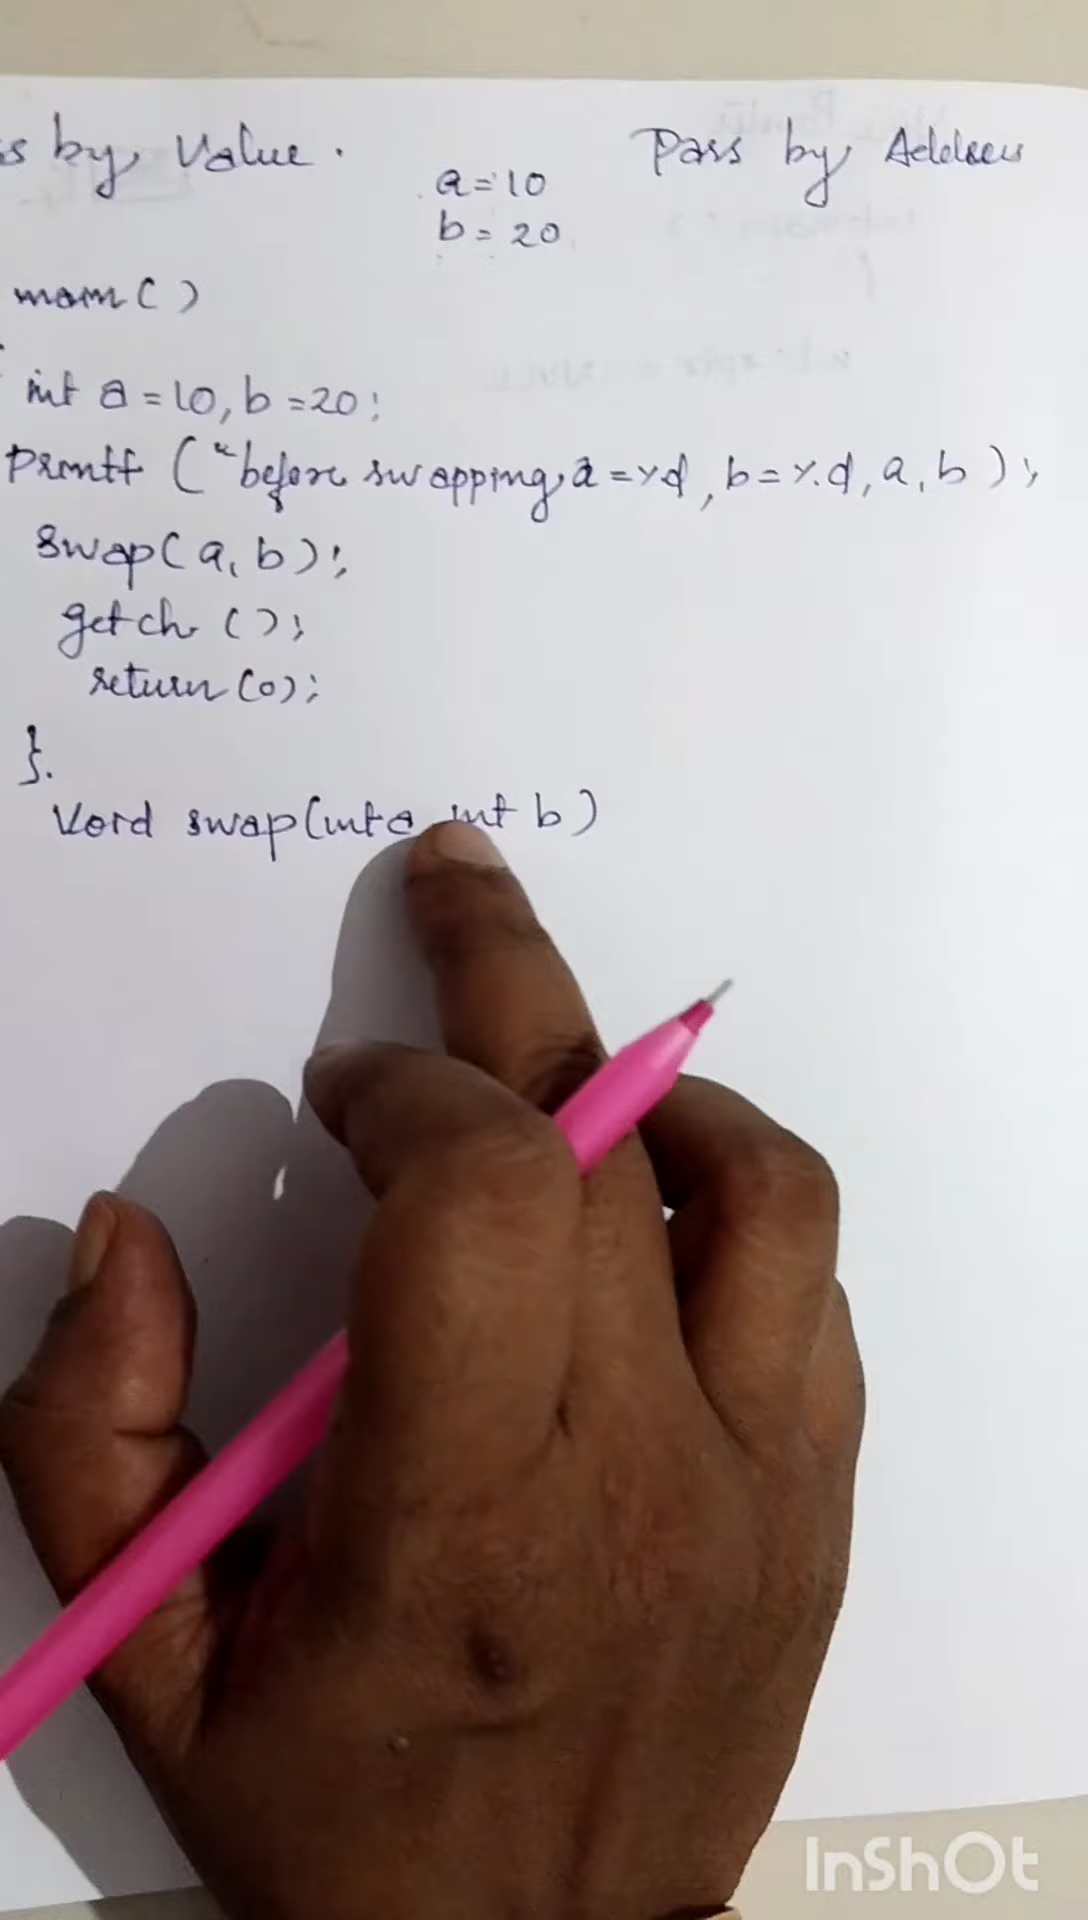 s by Value.
Pass by Address
a = 10
b = 20
main ( )
int a = 10, b = 20;
printf ( "before swapping, a = %d, b = %.d, a, b ) ;
swap( a, b );
getch ( );
return (0);
}.
Void swap(int a int b )
InShOt